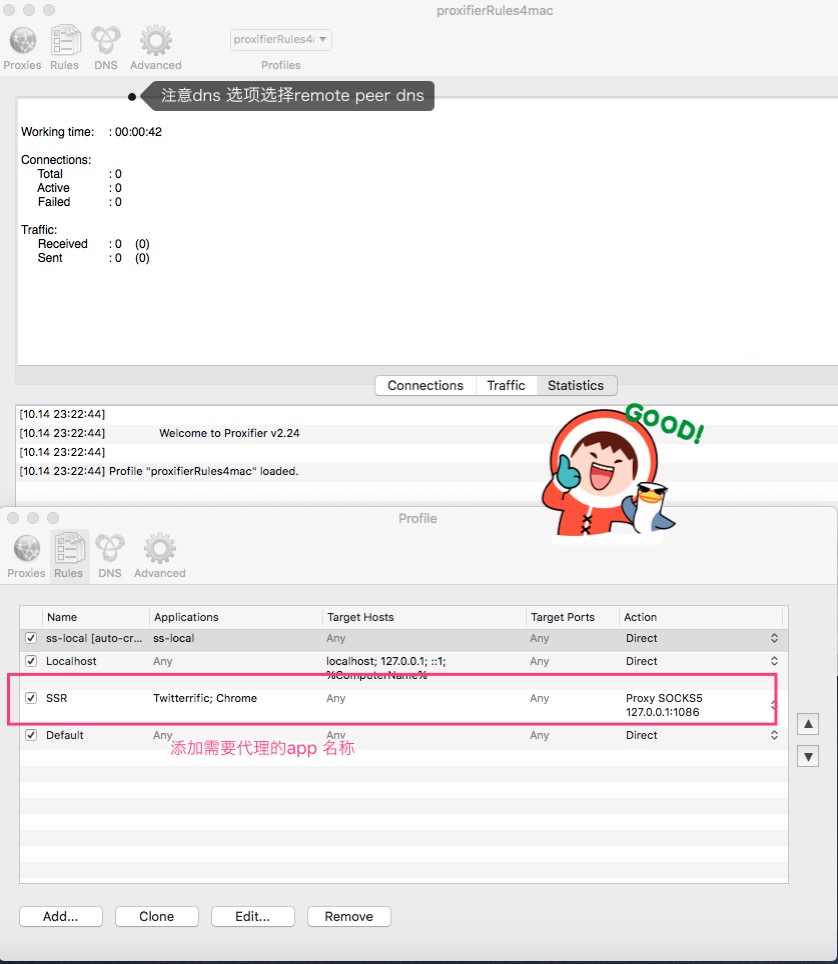 proxifierRules4mac
proxifierRules4
Proxies Rules DNS Advanced Profiles
注意dns 选项选择remote peer dns
Working time: : 00:00:42
Connections:
Total : 0
Active : 0
Failed : 0
Traffic:
Received : 0 (0)
Sent : 0 (0)
Connections Traffic Statistics
[10.14 23:22:44]
[10.14 23:22:44] Welcome to Proxifier v2.24
[10.14 23:22:44]
[10.14 23:22:44] Profile "proxifierRules4mac" loaded.
GOOD!
Profile
Proxies Rules DNS Advanced
Name Applications Target Hosts Target Ports Action
ss-local [auto-cr... ss-local Any Any Direct
Localhost Any localhost; 127.0.0.1; ::1; Any Direct
%ComputerName%
SSR Twitterrific; Chrome Any Any Proxy SOCKS5
127.0.0.1:1086
Default Any Any Any Direct
添加需要代理的app 名称
Add... Clone Edit... Remove